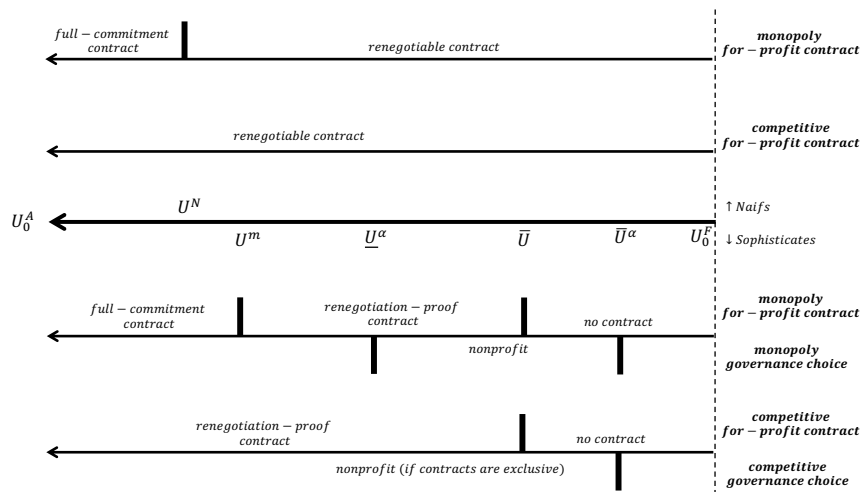 full − commitment
contract
renegotiable contract
monopoly
for − profit contract
renegotiable contract
competitive
for − profit contract
U_0^A
U^N
↑ Naifs
U^m
U̲^α
U̅
U̅^α
U_0^F
↓ Sophisticates
full − commitment
contract
renegotiation − proof
contract
no contract
monopoly
for − profit contract
nonprofit
monopoly
governance choice
renegotiation − proof
contract
no contract
competitive
for − profit contract
nonprofit (if contracts are exclusive)
competitive
governance choice